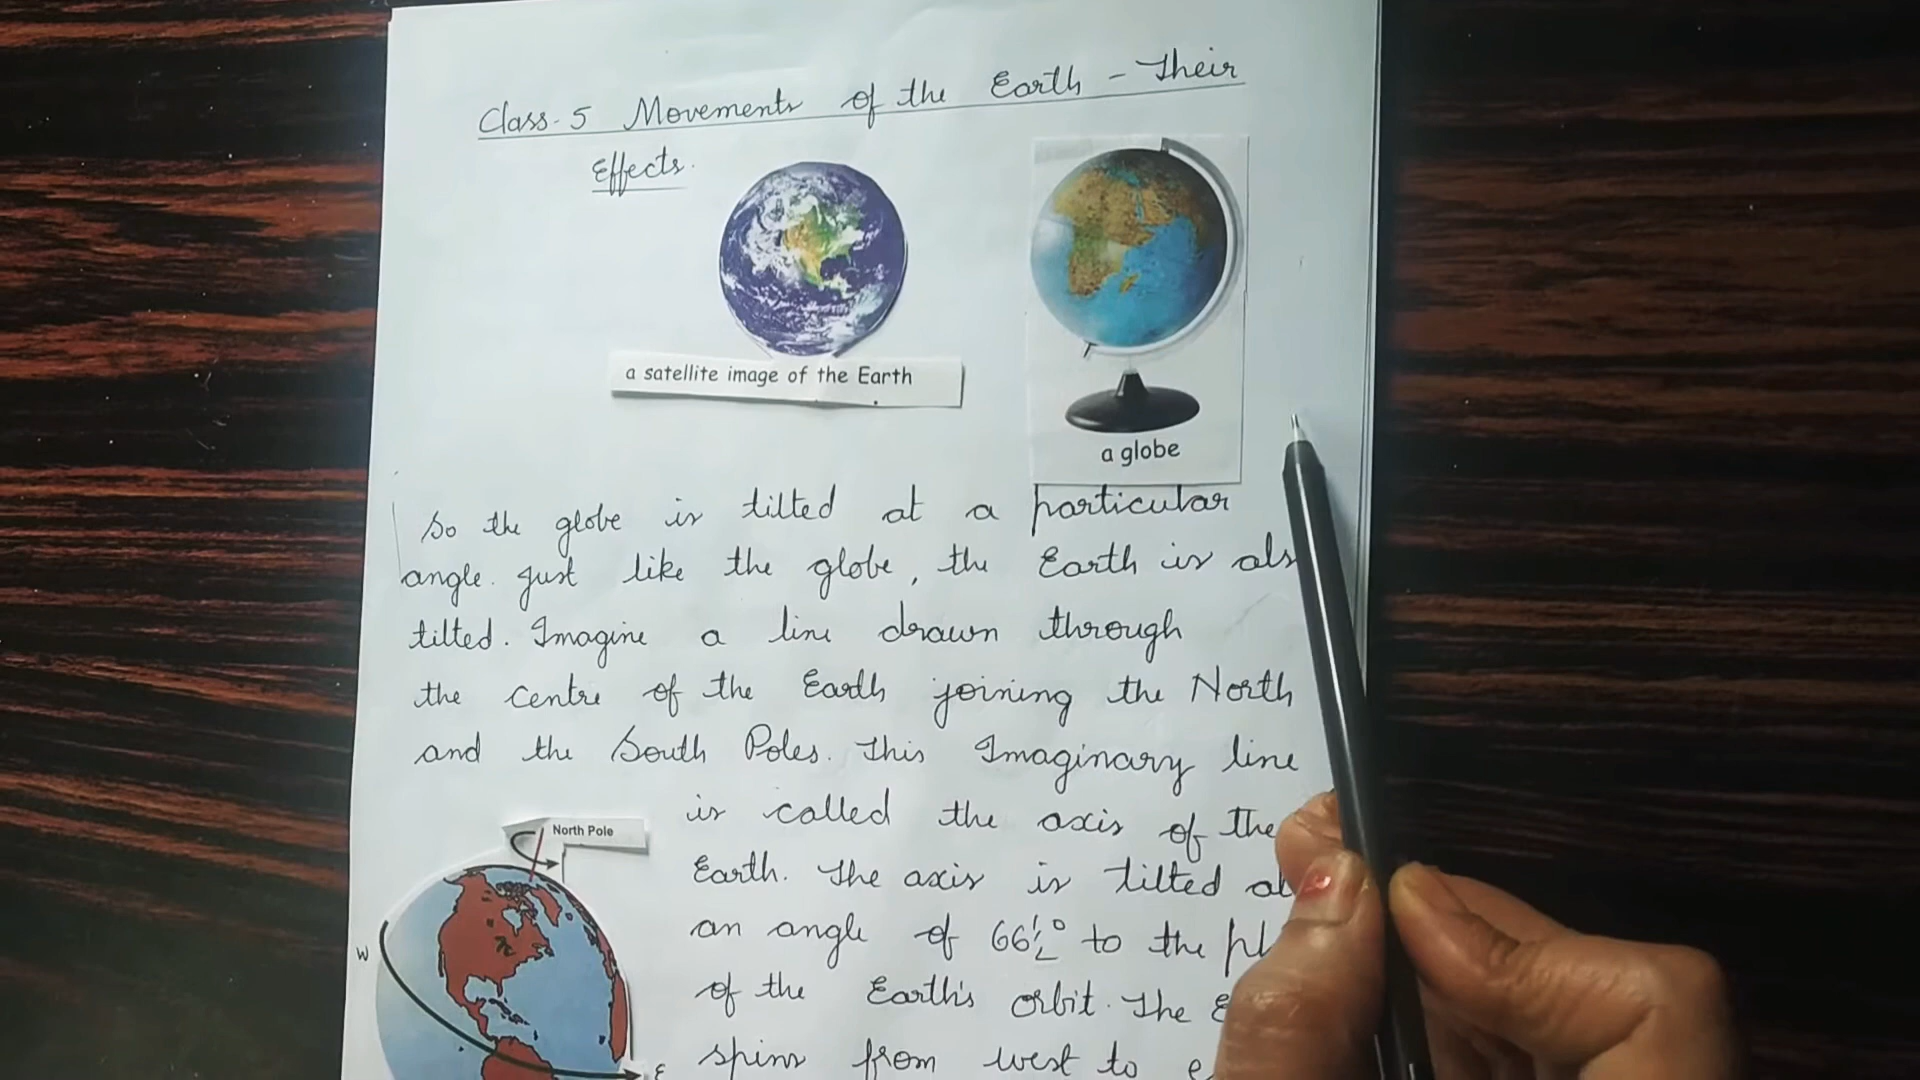 Class-5 Movements of the Earth - Their
Effects.
a satellite image of the Earth
a globe
So the globe is tilted at a particular
angle. Just like the globe, the Earth is als
tilted. Imagine a line drawn through
the centre of the Earth joining the North
and the South Poles. This Imaginary line
is called the axis of the
Earth. The axis is tilted at
an angle of 66½° to the pl
of the Earth's orbit. The E
spins from west to e
North Pole
W
E